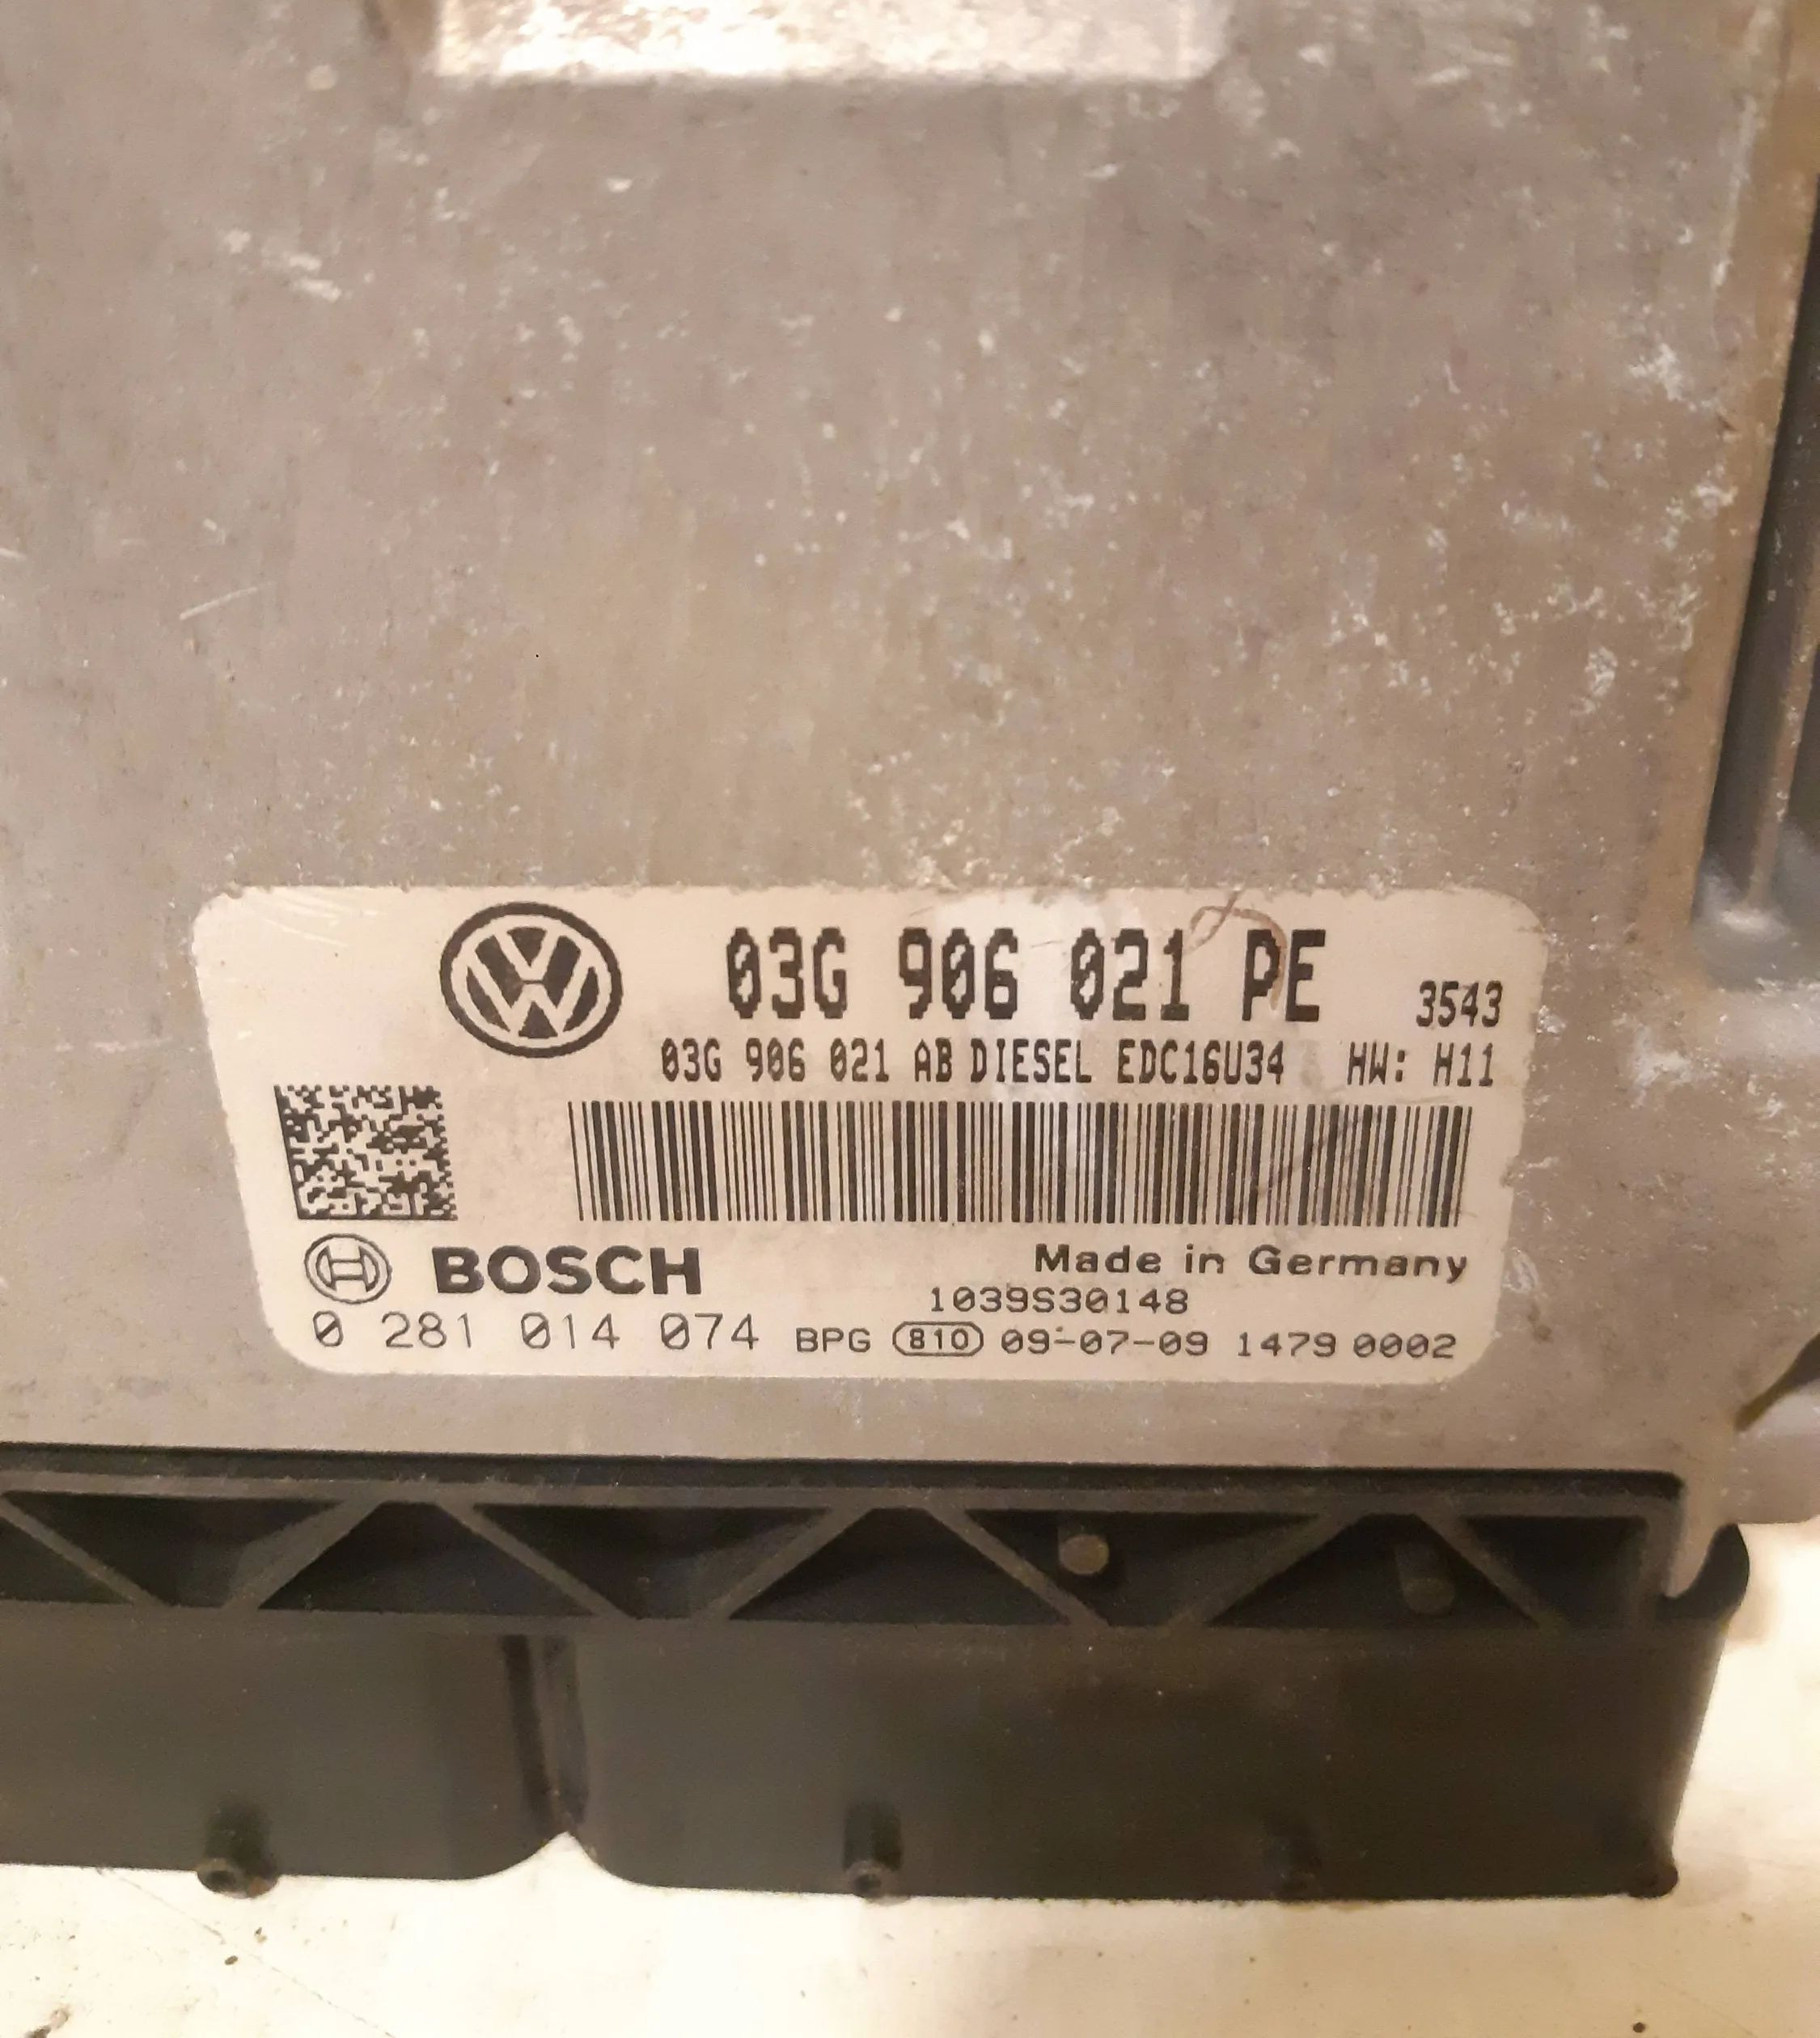 03G 906 021 PE 3543
03G 906 021 AB DIESEL EDC16U34 HW: H11
BOSCH Made in Germany
1039S30148
0 281 014 074 BPG 810 09-07-09 1479 0002